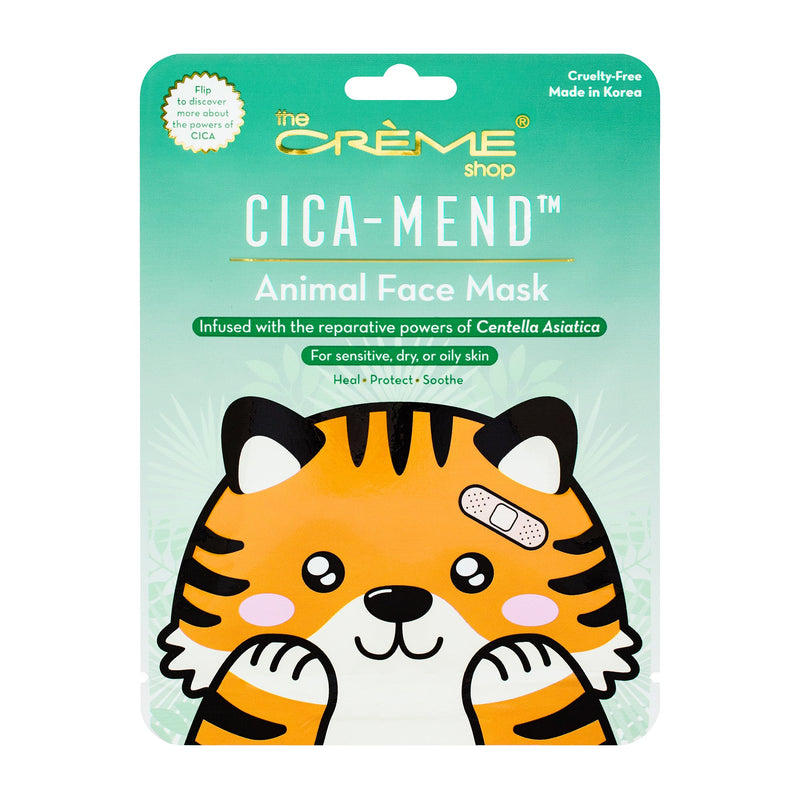 Flip
to discover
more about
the powers of
CICA
Cruelty-Free
Made in Korea
the
CRÈME®
shop
CICA-MEND™
Animal Face Mask
Infused with the reparative powers of Centella Asiatica
For sensitive, dry, or oily skin
Heal • Protect • Soothe